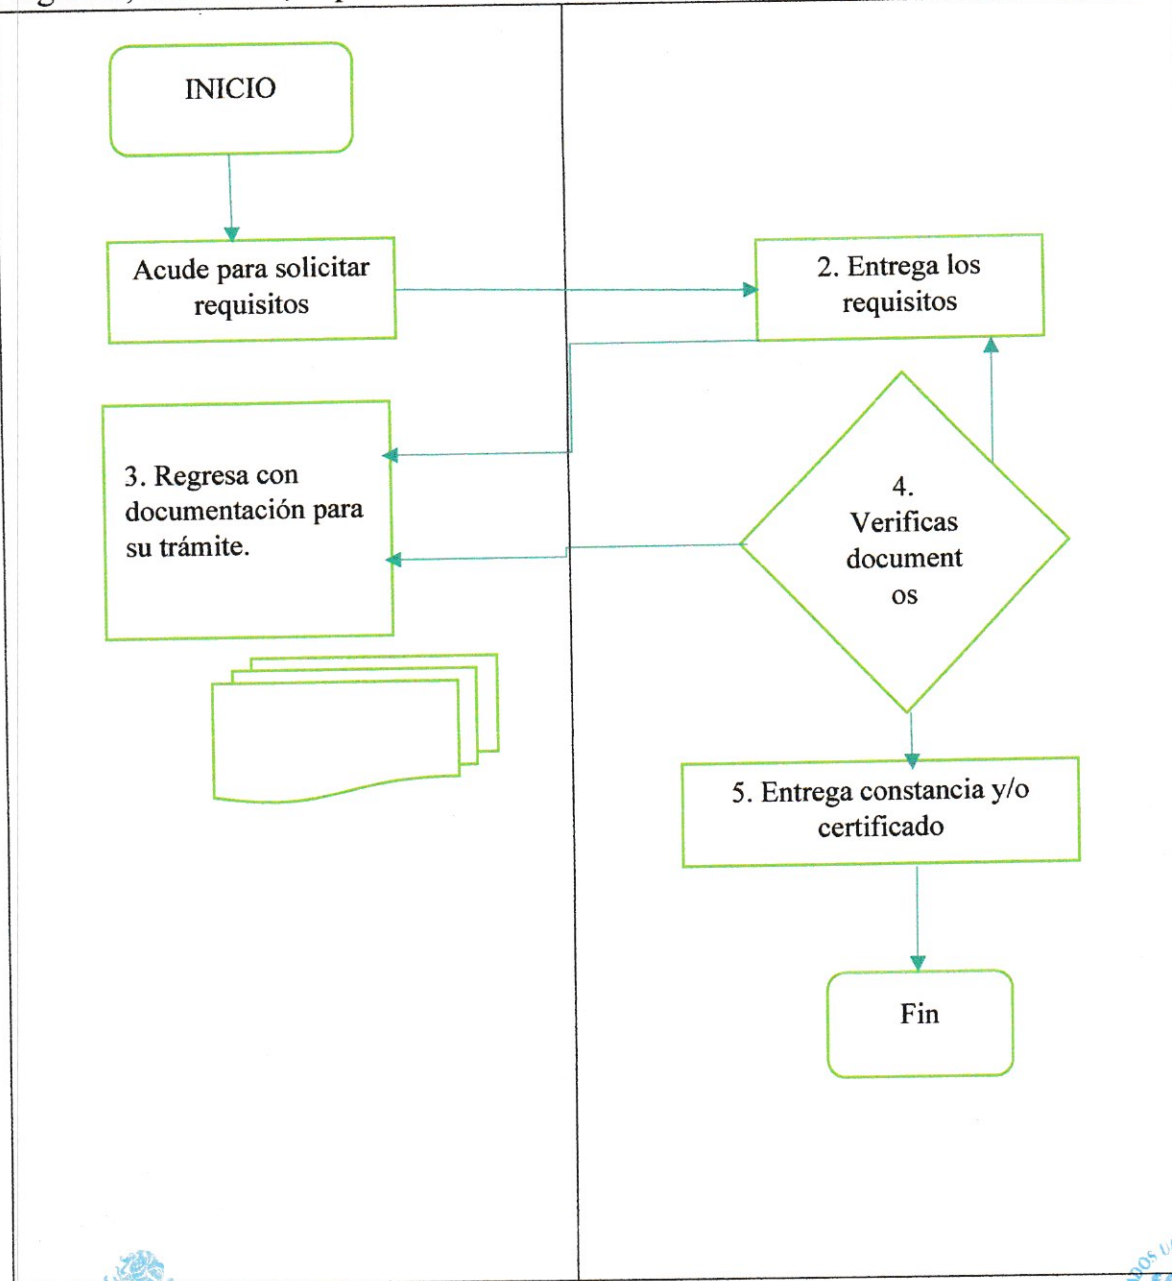 INICIO
Acude para solicitar
requisitos
2. Entrega los
requisitos
3. Regresa con
documentación para
su trámite.
4.
Verificas
document
os
5. Entrega constancia y/o
certificado
Fin